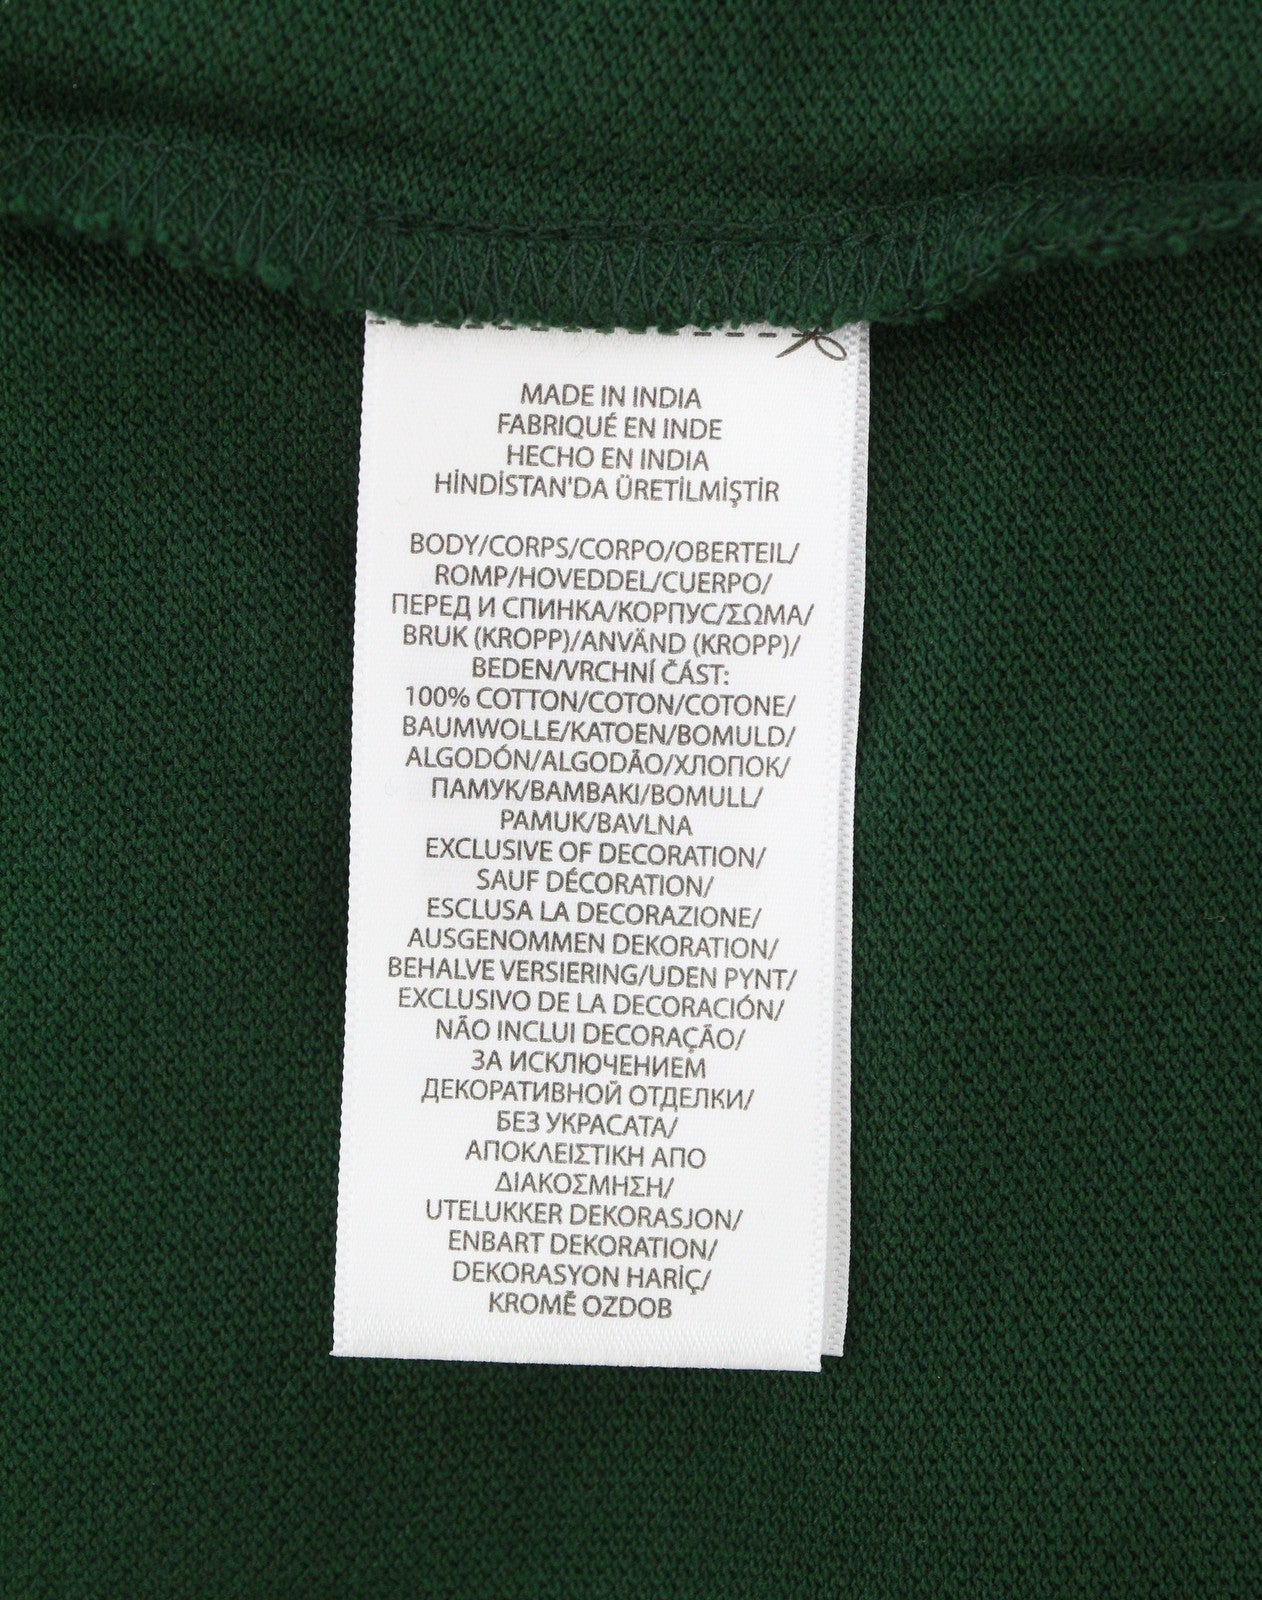 MADE IN INDIA
FABRIQUÉ EN INDE
HECHO EN INDIA
HİNDİSTAN'DA ÜRETİLMİŞTİR
BODY/CORPS/CORPO/OBERTEIL/
ROMP/HOVEDDEL/CUERPO/
ПЕРЕД И СПИНКА/КОРПУС/ΣΩΜΑ/
BRUK (KROPP)/ANVÄND (KROPP)/
BEDEN/VRCHNÍ ČÁST:
100% COTTON/COTON/COTONE/
BAUMWOLLE/KATOEN/BOMULD/
ALGODÓN/ALGODÃO/ХЛОПОК/
ПАМУК/BAMBAKI/BOMULL/
PAMUK/BAVLNA
EXCLUSIVE OF DECORATION/
SAUF DÉCORATION/
ESCLUSA LA DECORAZIONE/
AUSGENOMMEN DEKORATION/
BEHALVE VERSIERING/UDEN PYNT/
EXCLUSIVO DE LA DECORACIÓN/
NÃO INCLUI DECORAÇÃO/
ЗА ИСКЛЮЧЕНИЕМ
ДЕКОРАТИВНОЙ ОТДЕЛКИ/
БЕЗ УКРАСАТА/
ΑΠΟΚΛΕΙΣΤΙΚΗ ΑΠΟ
ΔΙΑΚΟΣΜΗΣΗ/
UTELUKKER DEKORASJON/
ENBART DEKORATION/
DEKORASYON HARİÇ/
KROMĚ OZDOB